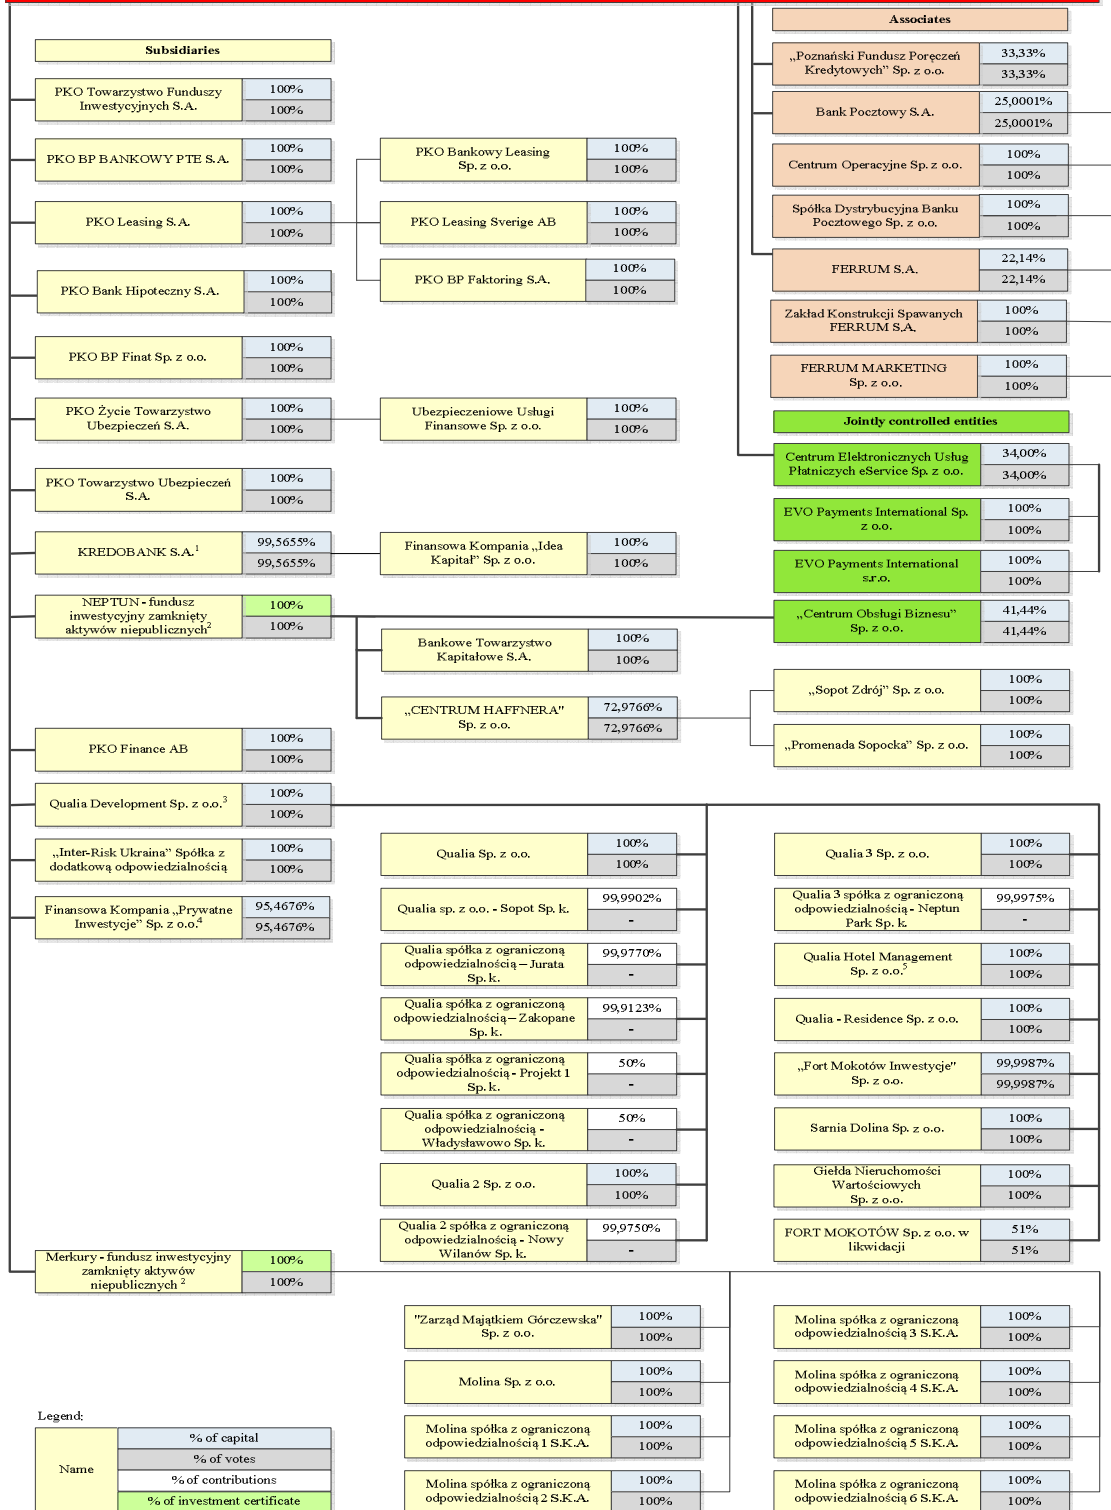 Subsidiaries
PKO Towarzystwo Funduszy
Inwestycyjnych S.A.
100%
100%
PKO BP BANKOWY PTE S.A.
100%
100%
PKO Leasing S.A.
100%
100%
PKO Bankowy Leasing
Sp. z o.o.
100%
100%
PKO Leasing Sverige AB
100%
100%
PKO BP Faktoring S.A.
100%
100%
PKO Bank Hipoteczny S.A.
100%
100%
PKO BP Finat Sp. z o.o.
100%
100%
PKO Życie Towarzystwo
Ubezpieczeń S.A.
100%
100%
Ubezpieczeniowe Usługi
Finansowe Sp. z o.o.
100%
100%
PKO Towarzystwo Ubezpieczeń
S.A.
100%
100%
KREDOBANK S.A.1
99,5655%
99,5655%
Finansowa Kompania „Idea
Kapitał” Sp. z o.o.
100%
100%
NEPTUN - fundusz
inwestycyjny zamknięty
aktywów niepublicznych2
100%
100%
Bankowe Towarzystwo
Kapitałowe S.A.
100%
100%
„CENTRUM HAFFNERA”
Sp. z o.o.
72,9766%
72,9766%
PKO Finance AB
100%
100%
Qualia Development Sp. z o.o.3
100%
100%
„Inter-Risk Ukraina” Spółka z
dodatkową odpowiedzialnością
100%
100%
Finansowa Kompania „Prywatne
Inwestycje” Sp. z o.o.4
95,4676%
95,4676%
Associates
„Poznański Fundusz Poręczeń
Kredytowych” Sp. z o.o.
33,33%
33,33%
Bank Pocztowy S.A.
25,0001%
25,0001%
Centrum Operacyjne Sp. z o.o.
100%
100%
Spółka Dystrybucyjna Banku
Pocztowego Sp. z o.o.
100%
100%
FERRUM S.A.
22,14%
22,14%
Zakład Konstrukcji Spawanych
FERRUM S.A.
100%
100%
FERRUM MARKETING
Sp. z o.o.
100%
100%
Jointly controlled entities
Centrum Elektronicznych Usług
Płatniczych eService Sp. z o.o.
34,00%
34,00%
EVO Payments International Sp.
z o.o.
100%
100%
EVO Payments International
s.r.o.
100%
100%
„Centrum Obsługi Biznesu”
Sp. z o.o.
41,44%
41,44%
„Sopot Zdrój” Sp. z o.o.
100%
100%
„Promenada Sopocka” Sp. z o.o.
100%
100%
Qualia Sp. z o.o.
100%
100%
Qualia sp. z o.o. - Sopot Sp. k.
99,9902%
-
Qualia spółka z ograniczoną
odpowiedzialnością – Jurata
Sp. k.
99,9770%
-
Qualia spółka z ograniczoną
odpowiedzialnością – Zakopane
Sp. k.
99,9123%
-
Qualia spółka z ograniczoną
odpowiedzialnością - Projekt 1
Sp. k.
50%
-
Qualia spółka z ograniczoną
odpowiedzialnością -
Władysławowo Sp. k.
50%
-
Qualia 2 Sp. z o.o.
100%
100%
Qualia 2 spółka z ograniczoną
odpowiedzialnością - Nowy
Wilanów Sp. k.
99,9750%
-
Qualia 3 Sp. z o.o.
100%
100%
Qualia 3 spółka z ograniczoną
odpowiedzialnością - Neptun
Park Sp. k.
99,9975%
-
Qualia Hotel Management
Sp. z o.o.5
100%
100%
Qualia - Residence Sp. z o.o.
100%
100%
„Fort Mokotów Inwestycje”
Sp. z o.o.
99,9987%
99,9987%
Sarnia Dolina Sp. z o.o.
100%
100%
Giełda Nieruchomości
Wartościowych
Sp. z o.o.
100%
100%
FORT MOKOTÓW Sp. z o.o. w
likwidacji
51%
51%
Merkury - fundusz inwestycyjny
zamknięty aktywów
niepublicznych 2
100%
100%
"Zarząd Majątkiem Górczewska"
Sp. z o.o.
100%
100%
Molina Sp. z o.o.
100%
100%
Molina spółka z ograniczoną
odpowiedzialnością 1 S.K.A.
100%
100%
Molina spółka z ograniczoną
odpowiedzialnością 2 S.K.A.
100%
100%
Molina spółka z ograniczoną
odpowiedzialnością 3 S.K.A.
100%
100%
Molina spółka z ograniczoną
odpowiedzialnością 4 S.K.A.
100%
100%
Molina spółka z ograniczoną
odpowiedzialnością 5 S.K.A.
100%
100%
Molina spółka z ograniczoną
odpowiedzialnością 6 S.K.A.
100%
100%
Legend:
Name
% of capital
% of votes
% of contributions
% of investment certificate